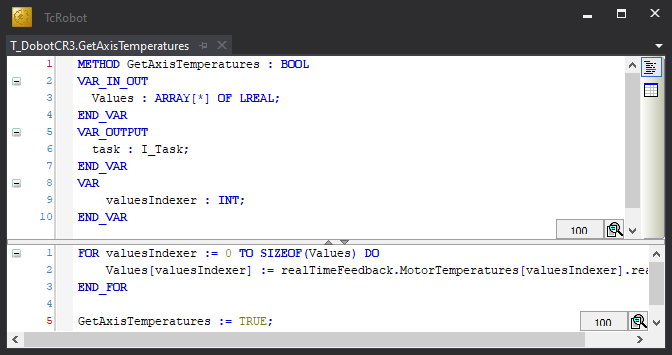 TcRobot
T_DobotCR3.GetAxisTemperatures
1 METHOD GetAxisTemperatures : BOOL
2 VAR_IN_OUT
3 Values : ARRAY[*] OF LREAL;
4 END_VAR
5 VAR_OUTPUT
6 task : I_Task;
7 END_VAR
8 VAR
9 valuesIndexer : INT;
10 END_VAR
100
1 FOR valuesIndexer := 0 TO SIZEOF(Values) DO
2 Values[valuesIndexer] := realTimeFeedback.MotorTemperatures[valuesIndexer].rea
3 END_FOR
4
5 GetAxisTemperatures := TRUE;
100